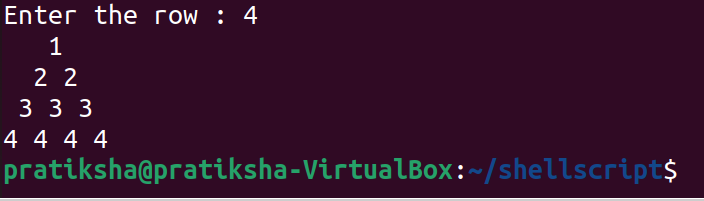 Enter the row : 4
   1
  2 2
 3 3 3
4 4 4 4
pratiksha@pratiksha-VirtualBox:~/shellscript$